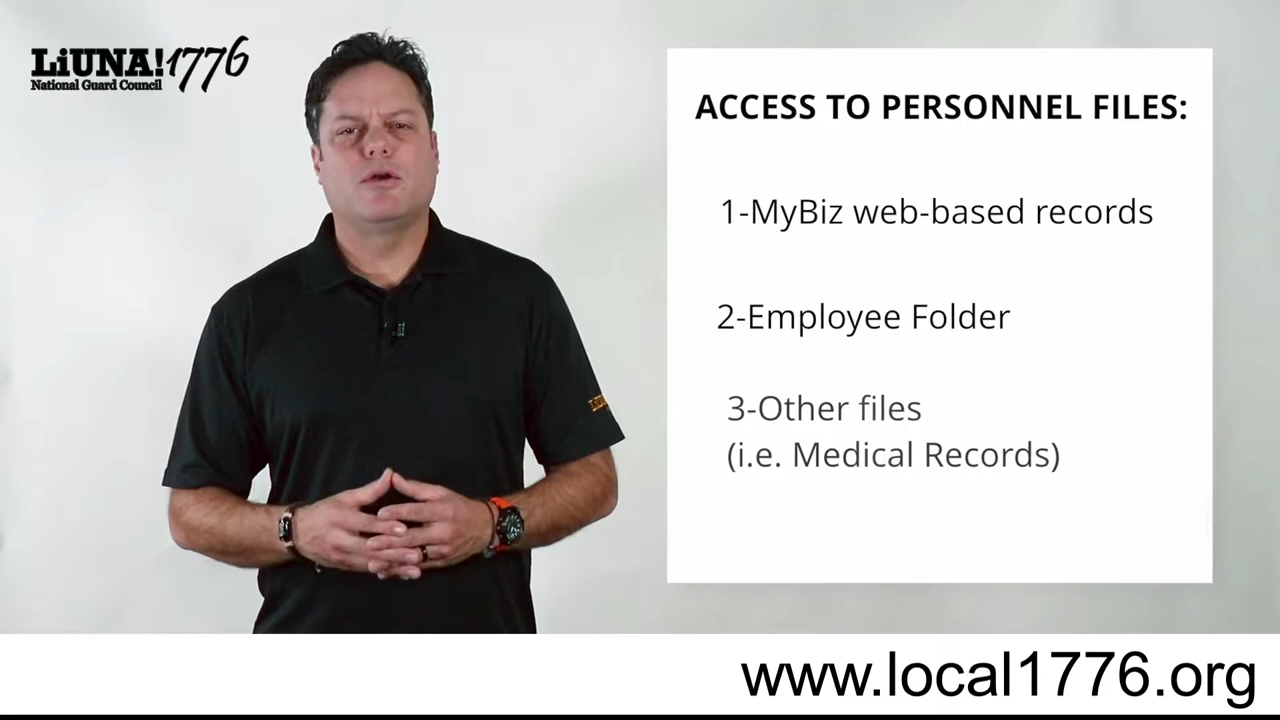 LiUNA!1776
National Guard Council
ACCESS TO PERSONNEL FILES:
1-MyBiz web-based records
2-Employee Folder
3-Other files
(i.e. Medical Records)
www.local1776.org